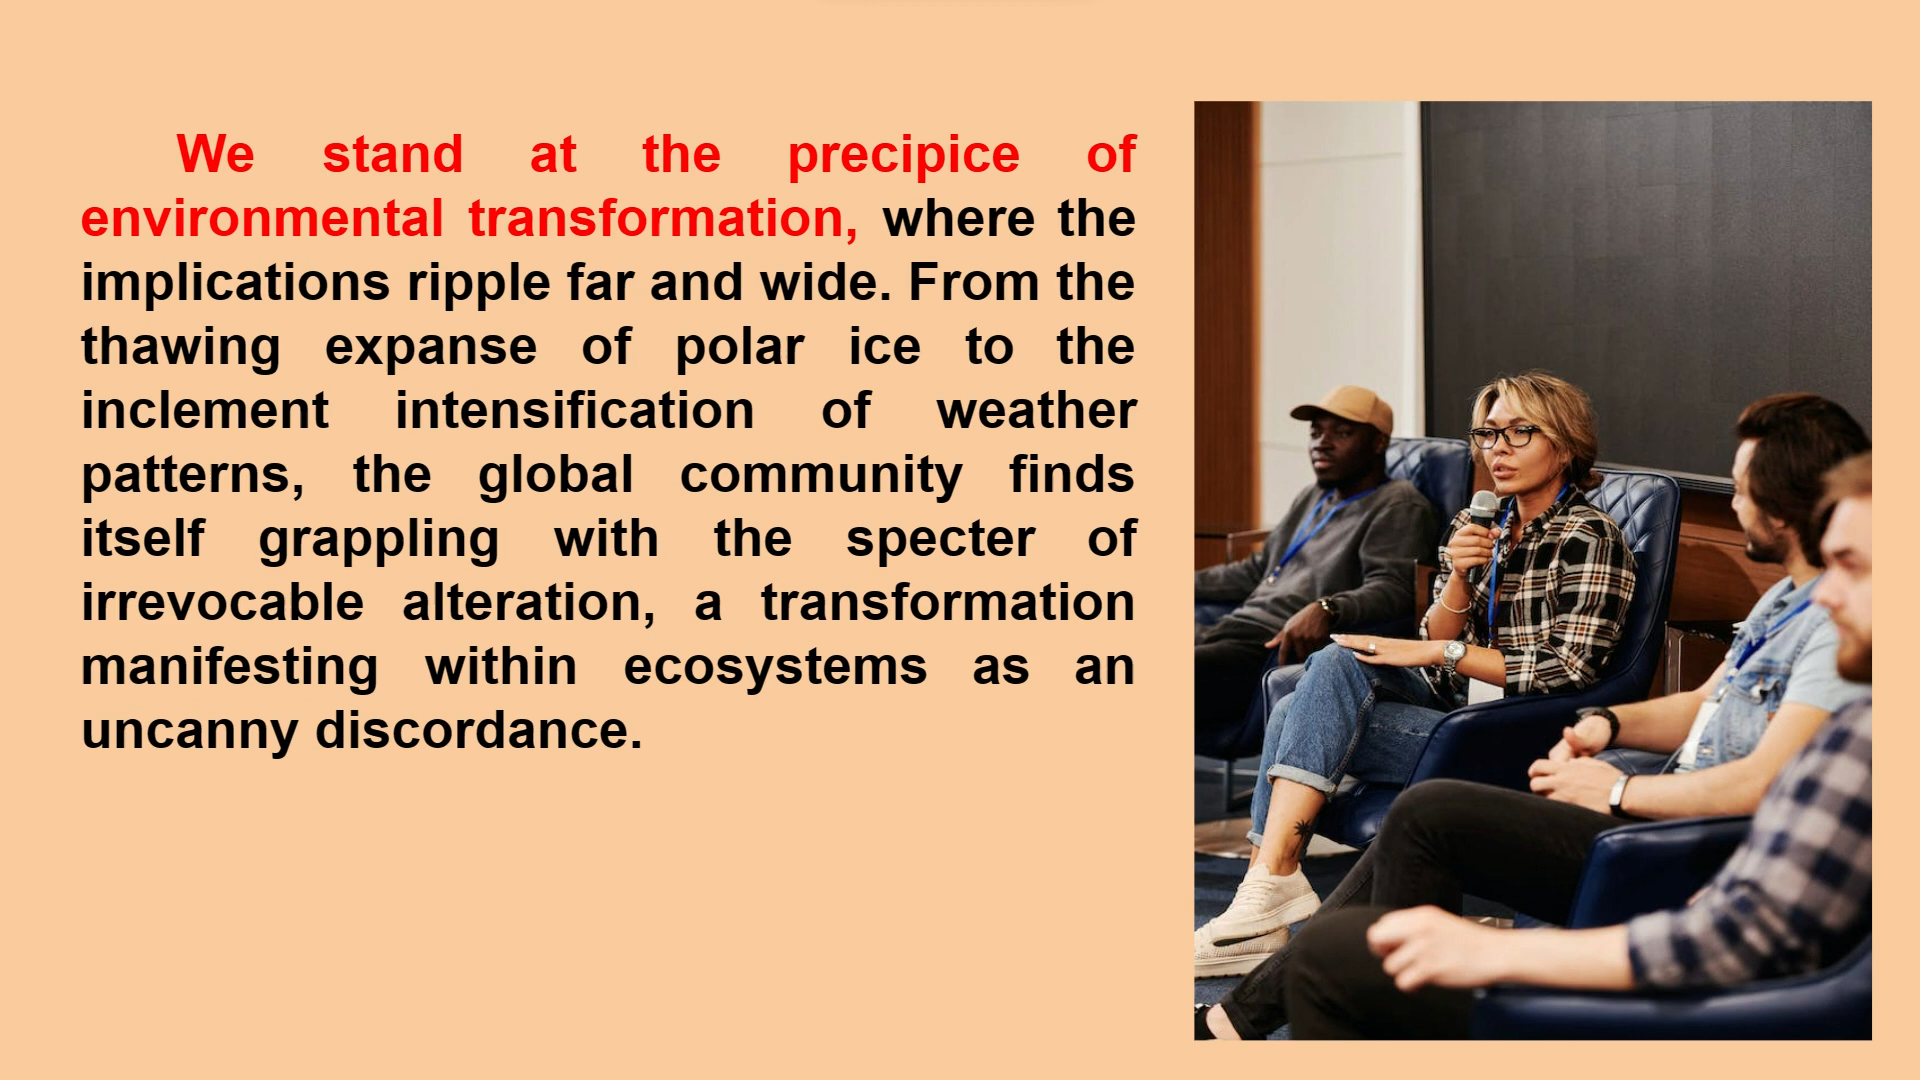 We stand at the precipice of
environmental transformation, where the
implications ripple far and wide. From the
thawing expanse of polar ice to the
inclement intensification of weather
patterns, the global community finds
itself grappling with the specter of
irrevocable alteration, a transformation
manifesting within ecosystems as an
uncanny discordance.